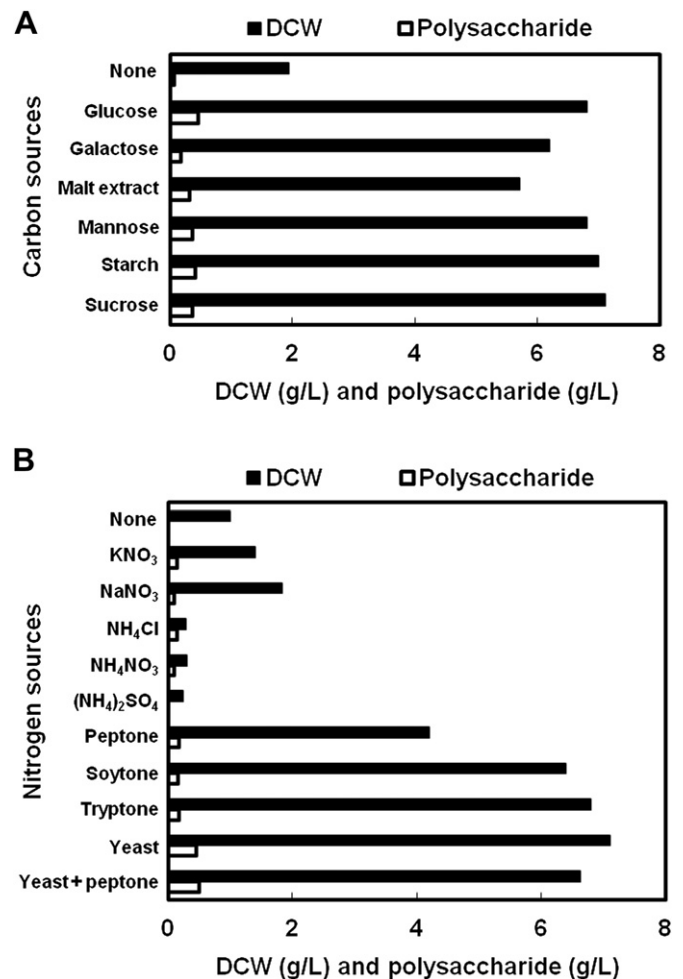 A
DCW Polysaccharide
Carbon sources
None
Glucose
Galactose
Malt extract
Mannose
Starch
Sucrose
0 2 4 6 8
DCW (g/L) and polysaccharide (g/L)
B
DCW Polysaccharide
Nitrogen sources
None
KNO₃
NaNO₃
NH₄Cl
NH₄NO₃
(NH₄)₂SO₄
Peptone
Soytone
Tryptone
Yeast
Yeast+peptone
0 2 4 6 8
DCW (g/L) and polysaccharide (g/L)